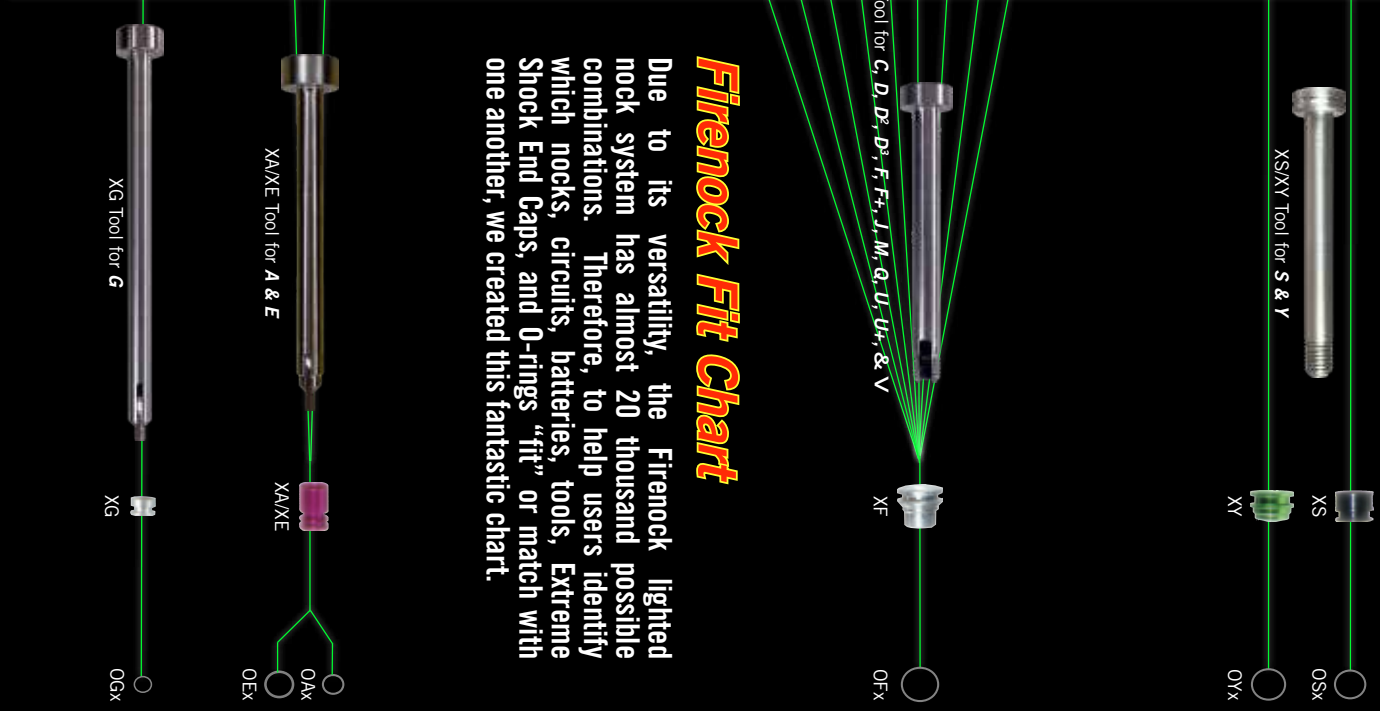 XS
OSx
XS/XY Tool for S & Y
XY
OYx
ool for C, D, D², D³, F, F+, J, M, Q, U, U+, & V
XF
OFx
Firenock Fit Chart
Due to its versatility, the Firenock lighted
nock system has almost 20 thousand possible
combinations. Therefore, to help users identify
which nocks, circuits, batteries, tools, Extreme
Shock End Caps, and O-rings “fit” or match with
one another, we created this fantastic chart.
XA/XE Tool for A & E
XA/XE
OAx
OEx
XG Tool for G
XG
OGx